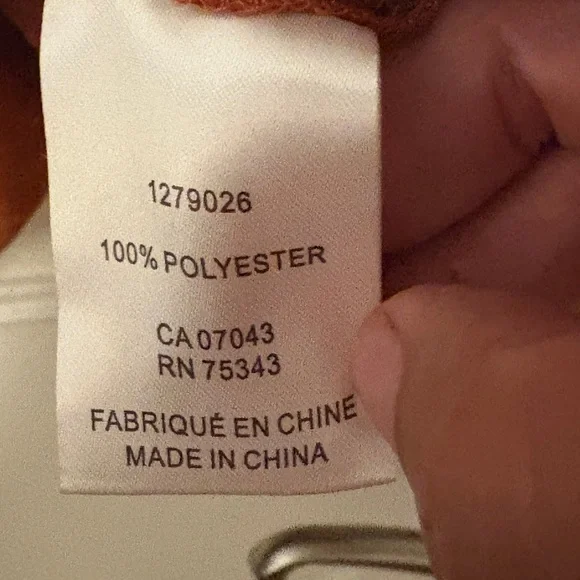 1279026
100% POLYESTER
CA 07043
RN 75343
FABRIQUÉ EN CHINE
MADE IN CHINA